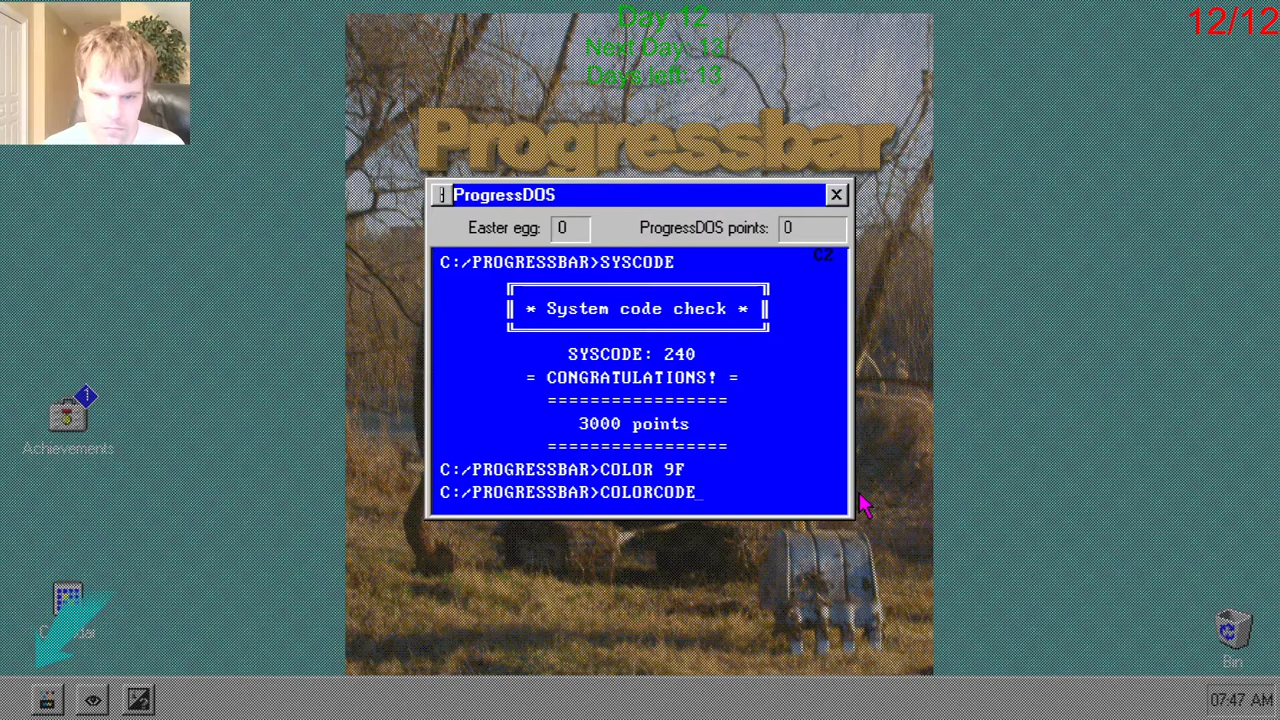 Day 12
Next Day: 13
Days left: 13
12/12
Progressbar
ProgressDOS
Easter egg: 0 ProgressDOS points: 0
C:/PROGRESSBAR>SYSCODE
C2
* System code check *
SYSCODE: 240
= CONGRATULATIONS! =
=================
3000 points
=================
C:/PROGRESSBAR>COLOR 9F
C:/PROGRESSBAR>COLORCODE_
1
Achievements
Bin
07:47 AM